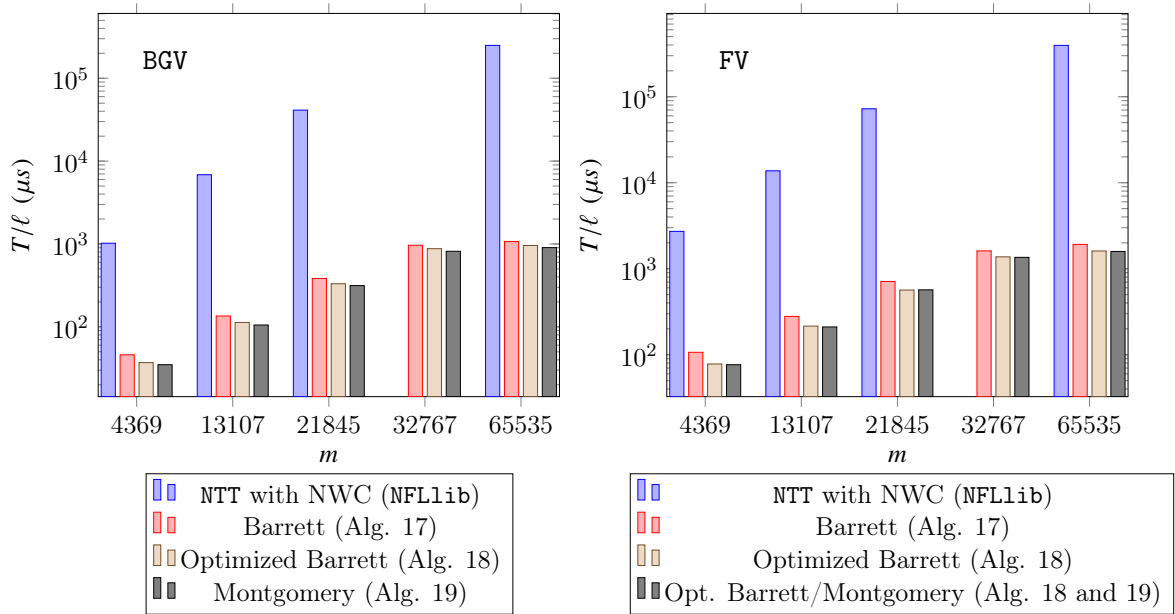 BGV
10^5
10^4
10^3
10^2
T/ℓ (μs)
4369 13107 21845 32767 65535
m
NTT with NWC (NFLlib)
Barrett (Alg. 17)
Optimized Barrett (Alg. 18)
Montgomery (Alg. 19)
FV
10^5
10^4
10^3
10^2
T/ℓ (μs)
4369 13107 21845 32767 65535
m
NTT with NWC (NFLlib)
Barrett (Alg. 17)
Optimized Barrett (Alg. 18)
Opt. Barrett/Montgomery (Alg. 18 and 19)